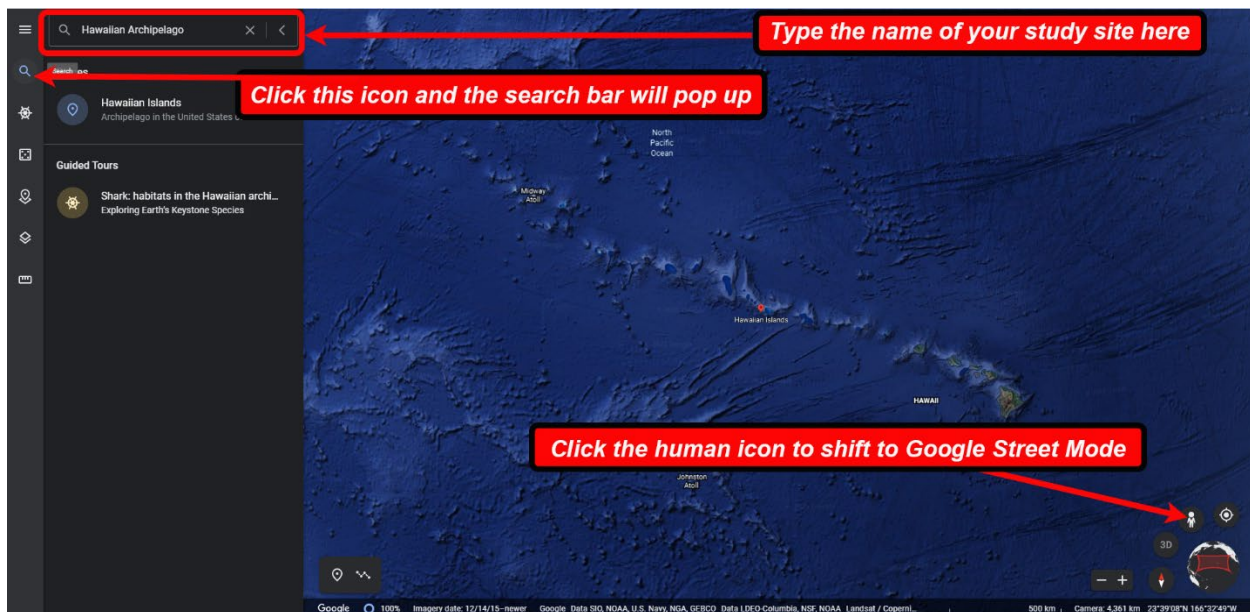 Hawaiian Archipelago
Type the name of your study site here
Search
es
Click this icon and the search bar will pop up
Hawaiian Islands
Archipelago in the United States o
Guided Tours
Shark: habitats in the Hawaiian archi...
Exploring Earth's Keystone Species
North
Pacific
Ocean
Midway
Atoll
Hawaiian Islands
HAWAII
Click the human icon to shift to Google Street Mode
Johnston
Atoll
3D
Google 100% Imagery date: 12/14/15–newer Google Data SIO, NOAA, U.S. Navy, NGA, GEBCO Data LDEO-Columbia, NSF, NOAA Landsat / Coperni... 500 km Camera: 4,361 km 23°39'08"N 166°32'49"W